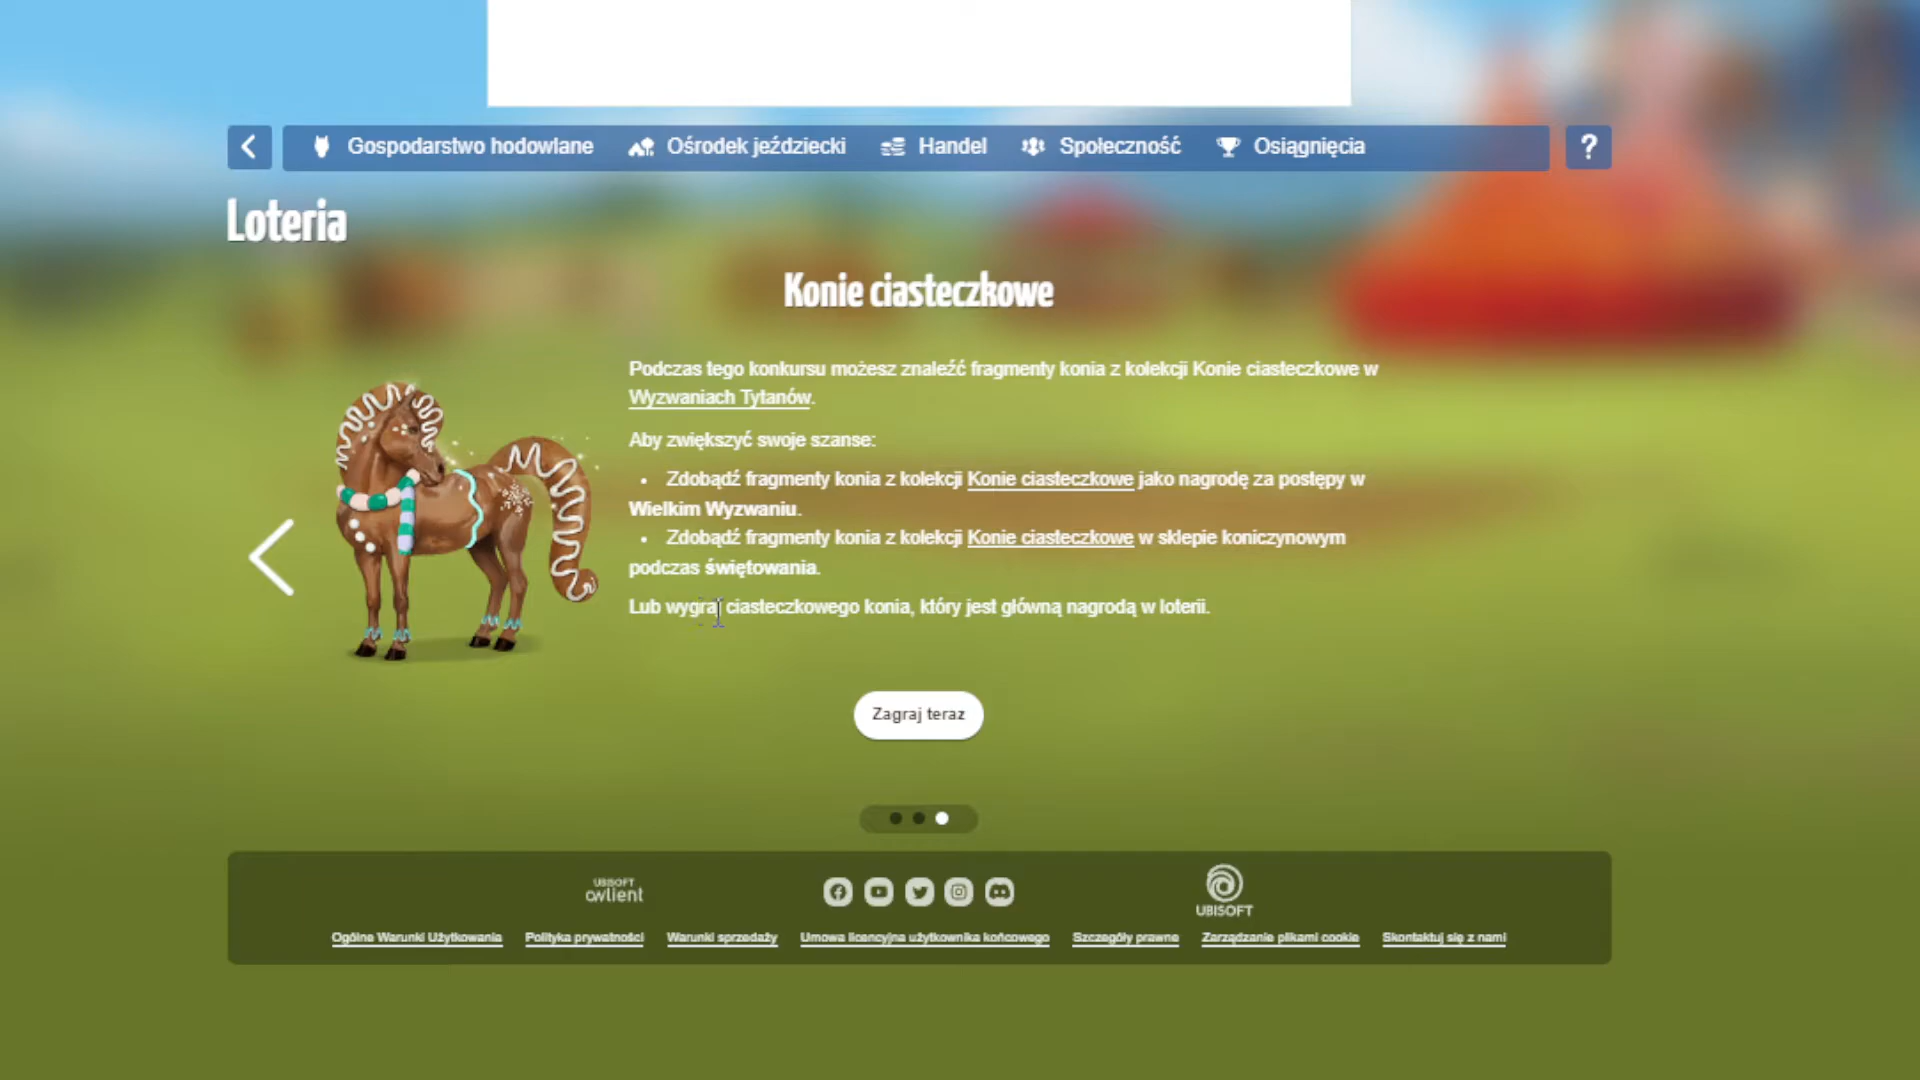 Gospodarstwo hodowlane Ośrodek jeździecki Handel Społeczność Osiągnięcia ?
Loteria
Konie ciasteczkowe
Podczas tego konkursu możesz znaleźć fragmenty konia z kolekcji Konie ciasteczkowe w
Wyzwaniach Tytanów.
Aby zwiększyć swoje szanse:
• Zdobądź fragmenty konia z kolekcji Konie ciasteczkowe jako nagrodę za postępy w
Wielkim Wyzwaniu.
• Zdobądź fragmenty konia z kolekcji Konie ciasteczkowe w sklepie koniczynowym
podczas świętowania.
Lub wygraj ciasteczkowego konia, który jest główną nagrodą w loterii.
Zagraj teraz
UBISOFT
owlient
UBISOFT
Ogólne Warunki Użytkowania Polityka prywatności Warunki sprzedaży Umowa licencyjna użytkownika końcowego Szczegóły prawne Zarządzanie plikami cookie Skontaktuj się z nami